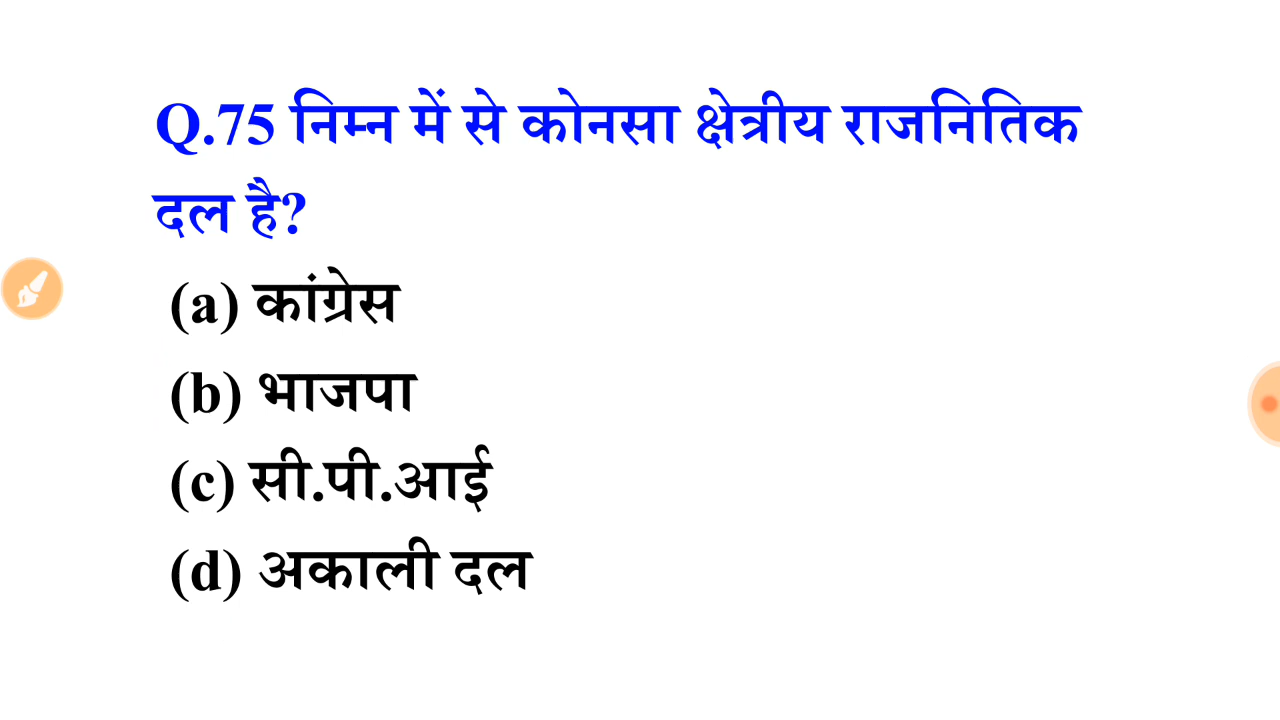 Q.75 निम्न में से कोनसा क्षेत्रीय राजनितिक
दल है?
(a) कांग्रेस
(b) भाजपा
(c) सी.पी.आई
(d) अकाली दल